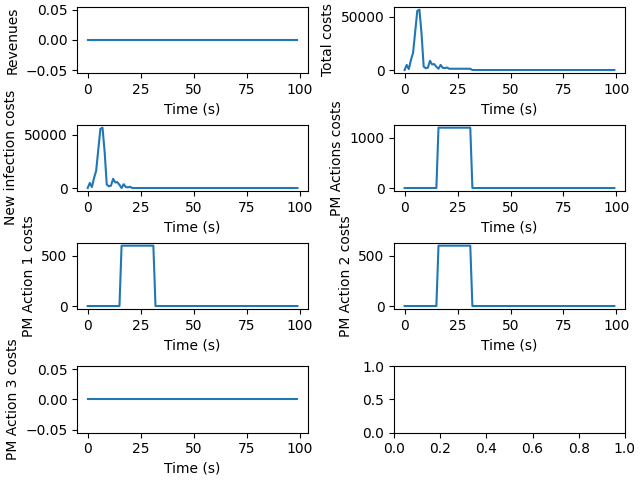 Revenues
0.05
0.00
−0.05
0 25 50 75 100
Time (s)
Total costs
50000
0
0 25 50 75 100
Time (s)
New infection costs
50000
0
0 25 50 75 100
Time (s)
PM Actions costs
1000
0
0 25 50 75 100
Time (s)
PM Action 1 costs
500
0
0 25 50 75 100
Time (s)
PM Action 2 costs
500
0
0 25 50 75 100
Time (s)
PM Action 3 costs
0.05
0.00
−0.05
0 25 50 75 100
Time (s)
1.0
0.5
0.0
0.0 0.2 0.4 0.6 0.8 1.0